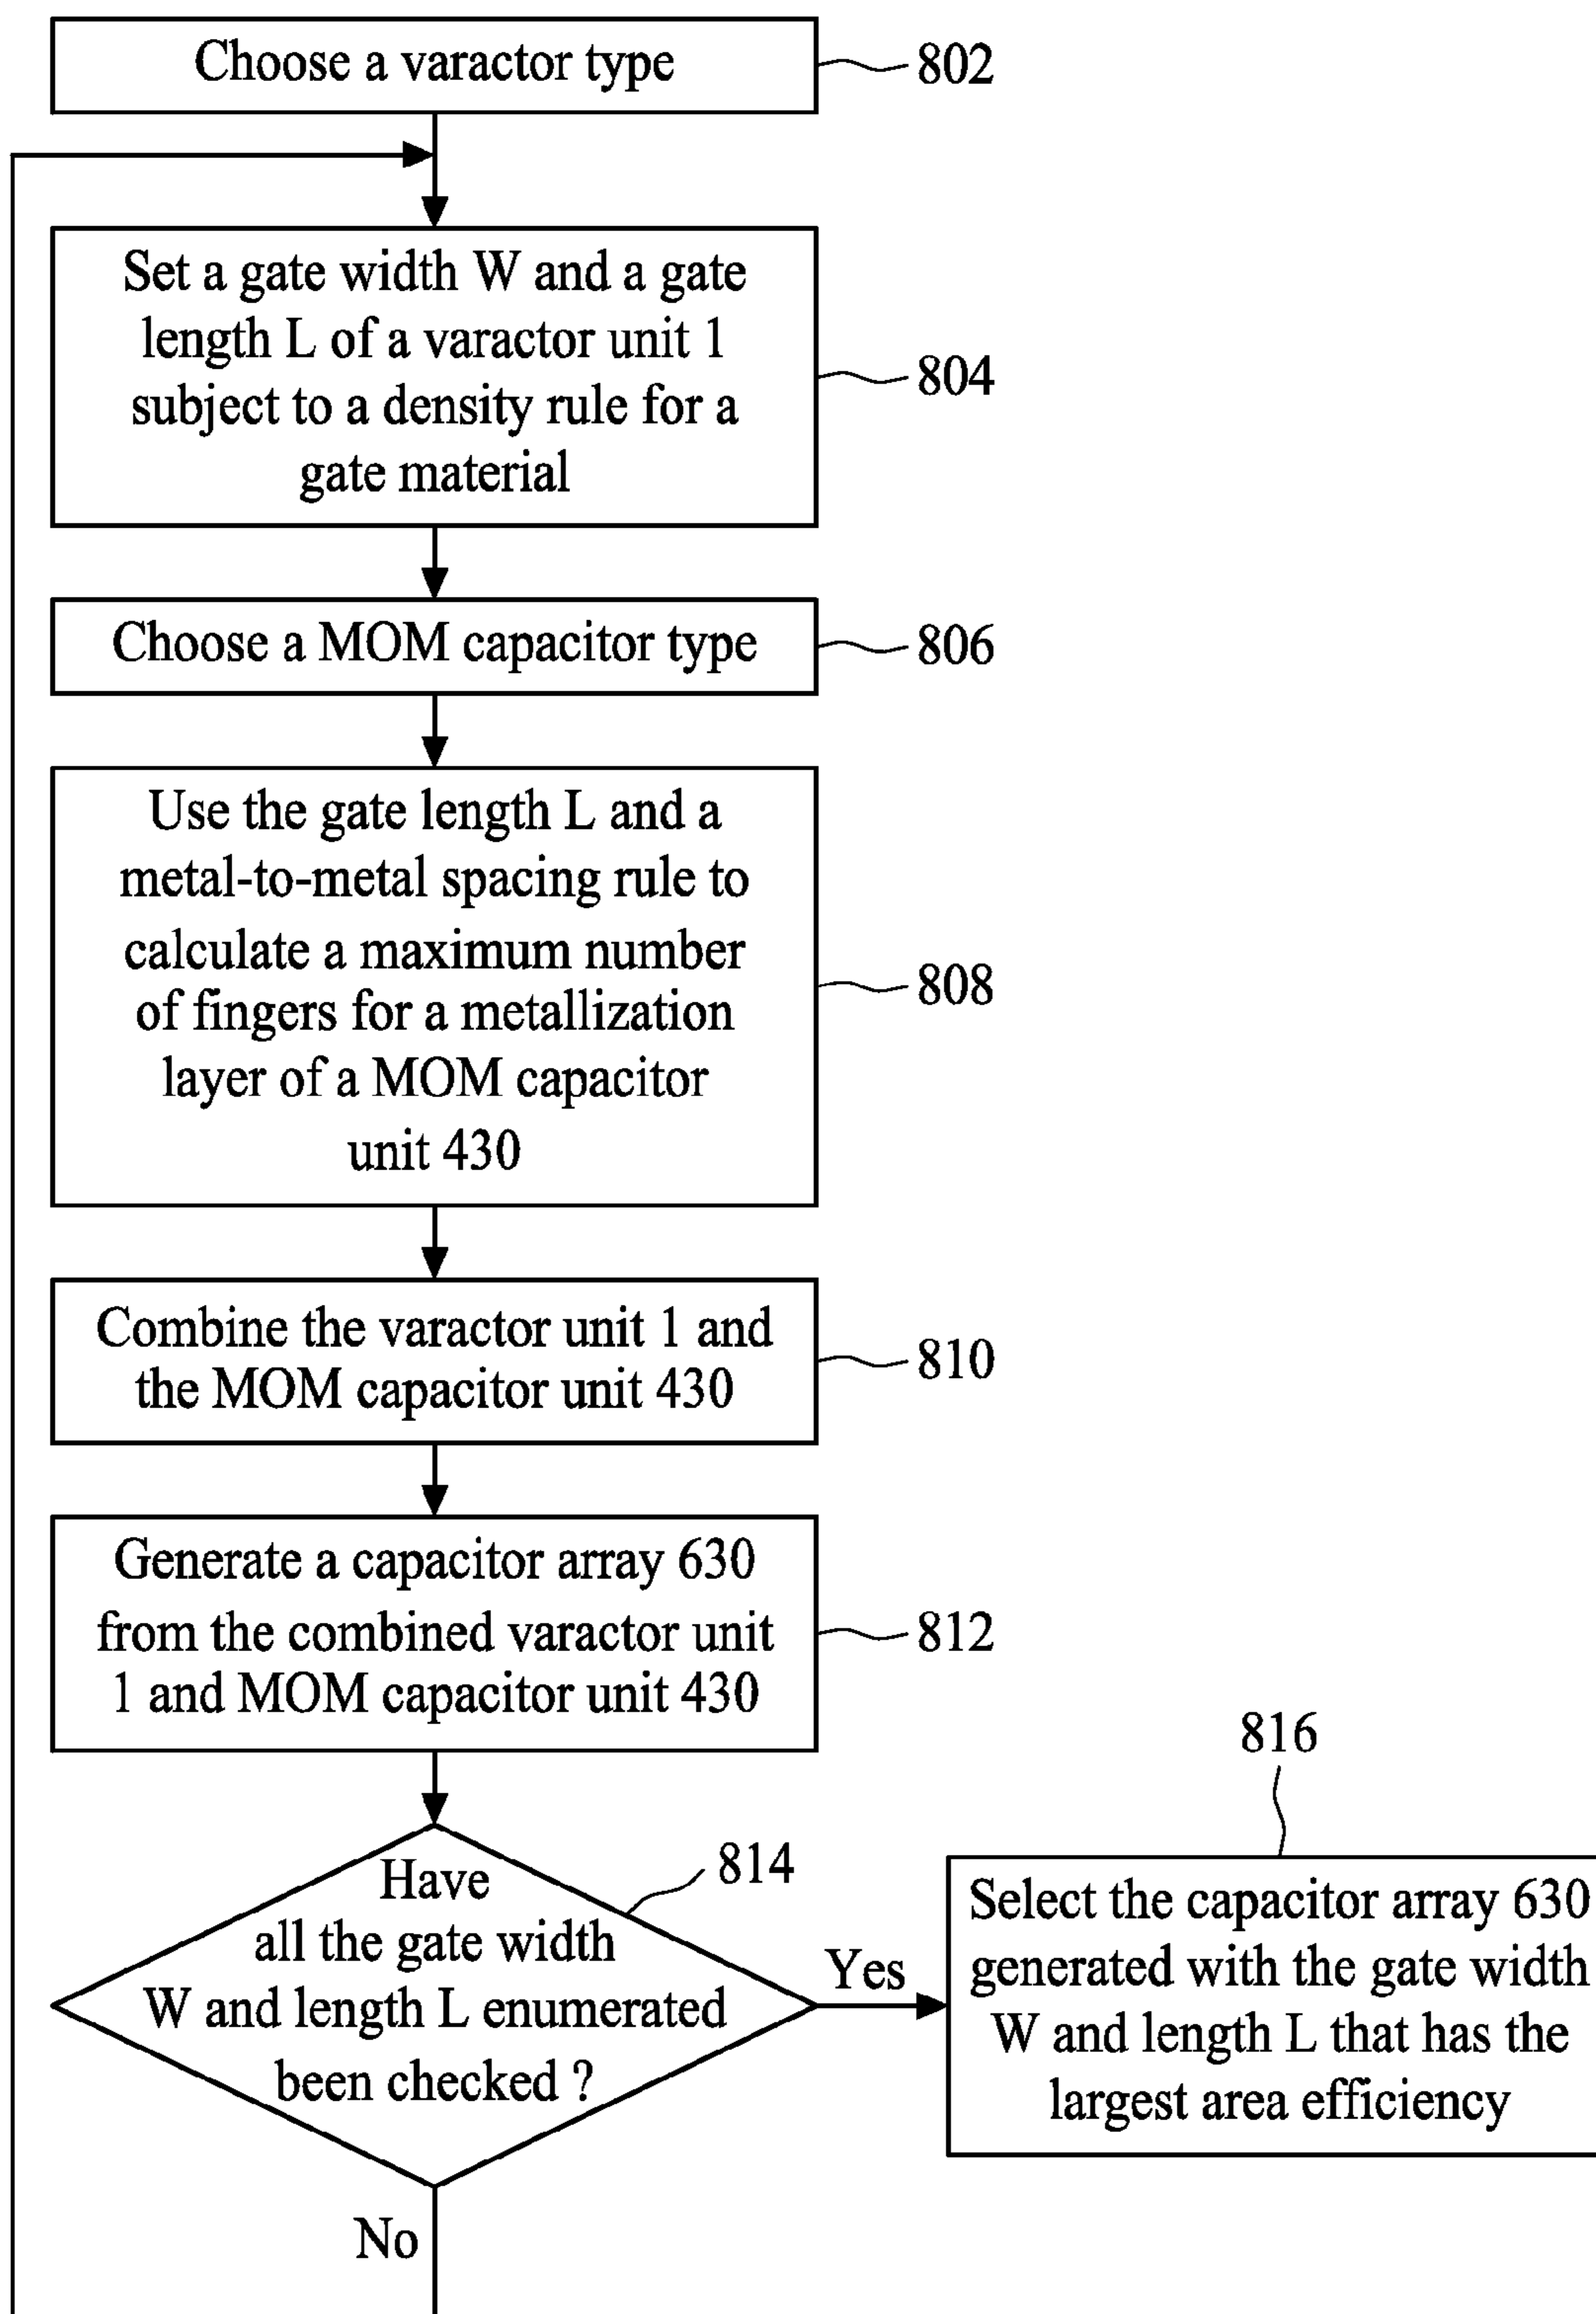 Choose a varactor type
802
Set a gate width W and a gate
length L of a varactor unit 1
subject to a density rule for a
gate material
804
Choose a MOM capacitor type
806
Use the gate length L and a
metal-to-metal spacing rule to
calculate a maximum number
of fingers for a metallization
layer of a MOM capacitor
unit 430
808
Combine the varactor unit 1 and
the MOM capacitor unit 430
810
Generate a capacitor array 630
from the combined varactor unit
1 and MOM capacitor unit 430
812
Have
all the gate width
W and length L enumerated
been checked ?
814
Yes
No
816
Select the capacitor array 630
generated with the gate width
W and length L that has the
largest area efficiency